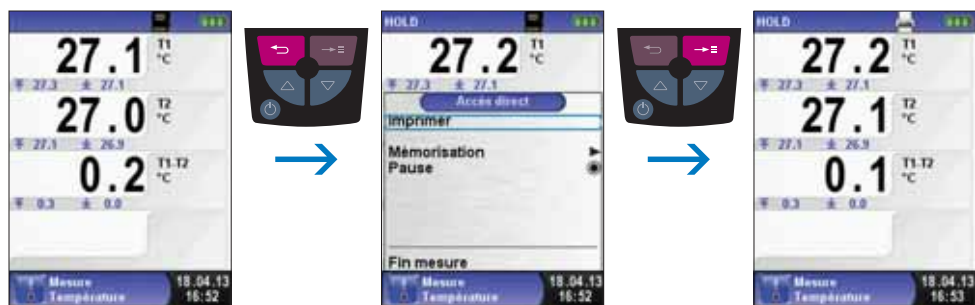 27.1 T1 °C
27.3 27.1
27.0 T2 °C
27.1 26.9
0.2 T1-T2 °C
0.3 0.0
Mesure 18.04.13
Température 16:52
HOLD
27.2 T1 °C
27.3 27.1
Accès direct
Imprimer
Mémorisation
Pause
Fin mesure
Mesure 18.04.13
Température 16:52
HOLD
27.2 T1 °C
27.3 27.1
27.1 T2 °C
27.1 26.9
0.1 T1-T2 °C
0.3 0.0
Mesure 18.04.13
Température 16:53